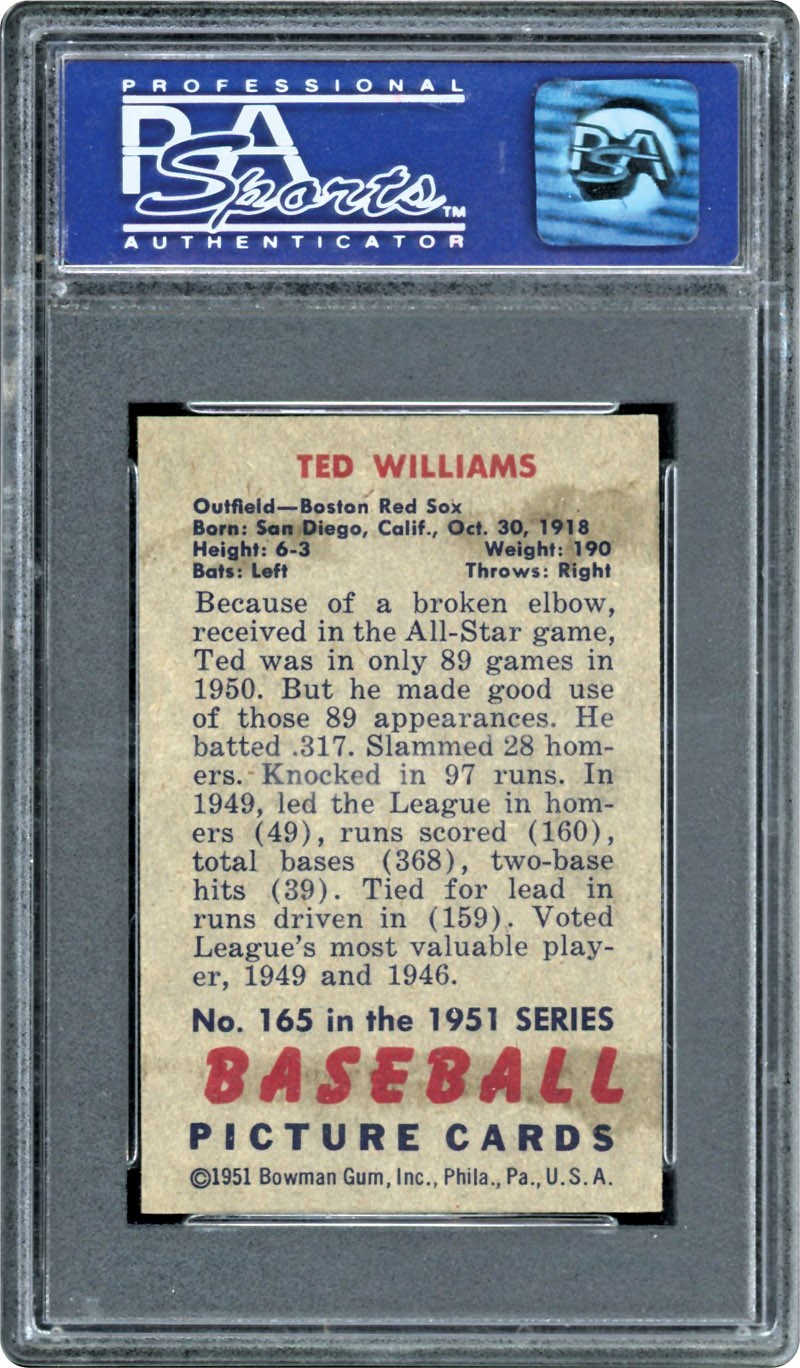 PROFESSIONAL
PSA
Sports™
AUTHENTICATOR
PSA
TED WILLIAMS
Outfield—Boston Red Sox
Born: San Diego, Calif., Oct. 30, 1918
Height: 6-3 Weight: 190
Bats: Left Throws: Right
Because of a broken elbow,
received in the All-Star game,
Ted was in only 89 games in
1950. But he made good use
of those 89 appearances. He
batted .317. Slammed 28 hom-
ers. Knocked in 97 runs. In
1949, led the League in hom-
ers (49), runs scored (160),
total bases (368), two-base
hits (39). Tied for lead in
runs driven in (159). Voted
League's most valuable play-
er, 1949 and 1946.
No. 165 in the 1951 SERIES
BASEBALL
PICTURE CARDS
©1951 Bowman Gum, Inc., Phila., Pa., U.S.A.